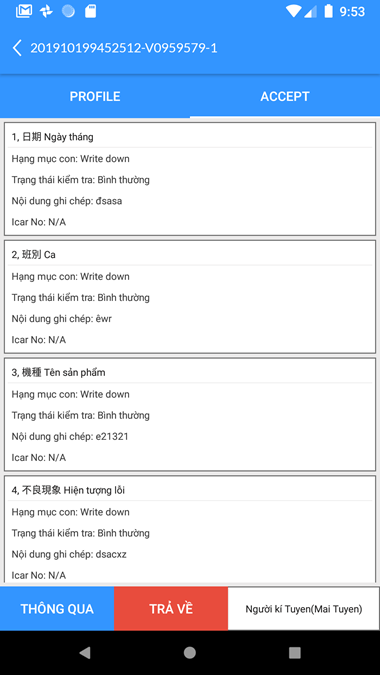 9:53
201910199452512-V0959579-1
PROFILE
ACCEPT
1, 日期 Ngày tháng
Hạng mục con: Write down
Trạng thái kiểm tra: Bình thường
Nội dung ghi chép: đsasa
Icar No: N/A
2, 班別 Ca
Hạng mục con: Write down
Trạng thái kiểm tra: Bình thường
Nội dung ghi chép: êwr
Icar No: N/A
3, 機種 Tên sản phẩm
Hạng mục con: Write down
Trạng thái kiểm tra: Bình thường
Nội dung ghi chép: e21321
Icar No: N/A
4, 不良現象 Hiện tượng lỗi
Hạng mục con: Write down
Trạng thái kiểm tra: Bình thường
Nội dung ghi chép: dsacxz
Icar No: N/A
THÔNG QUA
TRẢ VỀ
Người kí Tuyen(Mai Tuyen)